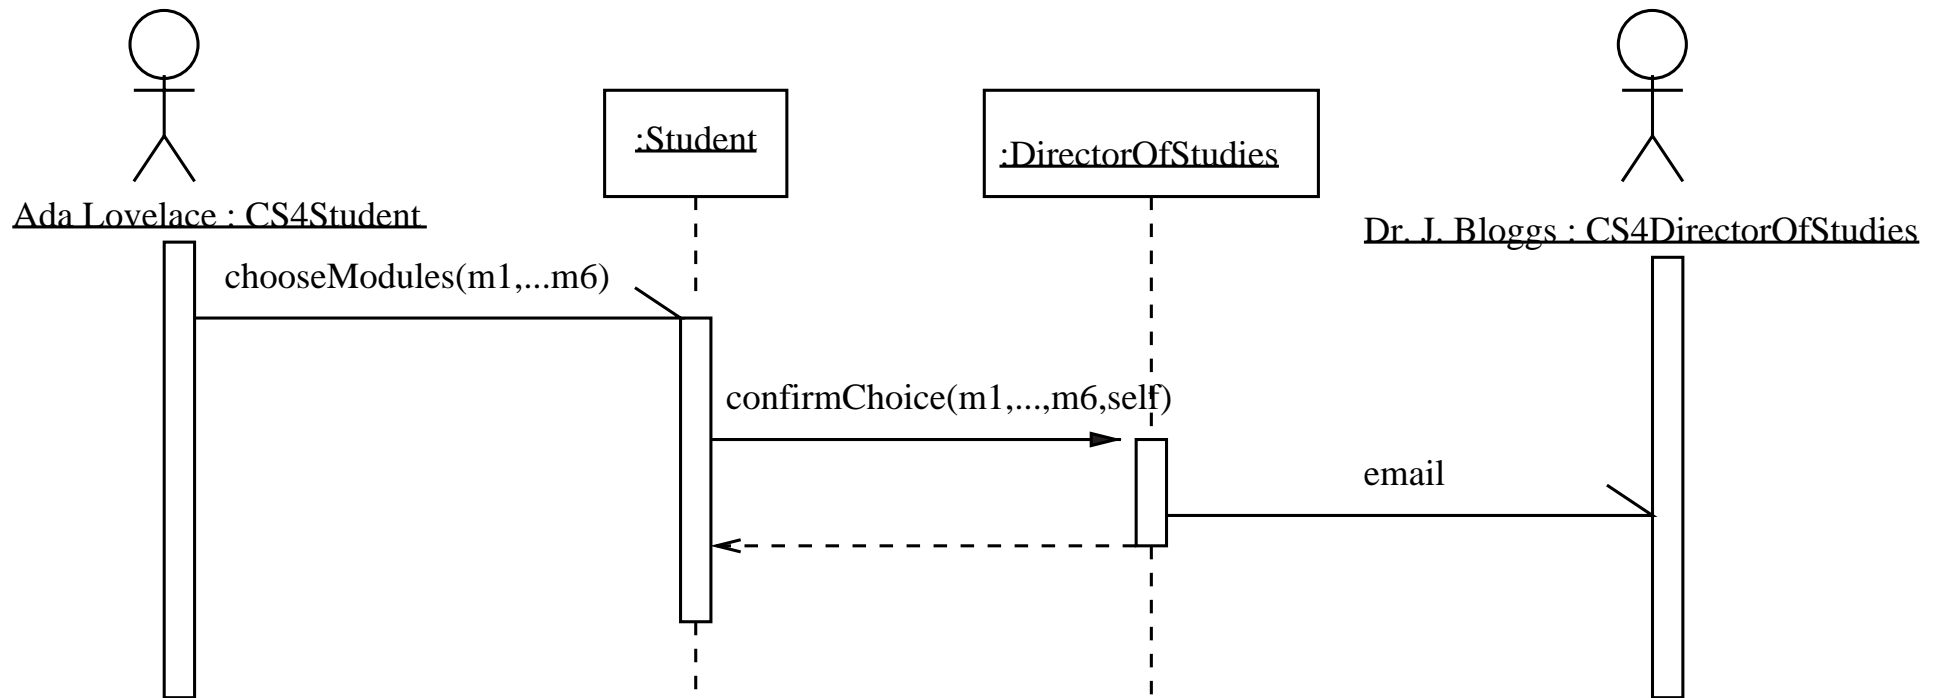 :Student
:DirectorOfStudies
Ada Lovelace : CS4Student
Dr. J. Bloggs : CS4DirectorOfStudies
chooseModules(m1,...m6)
confirmChoice(m1,...,m6,self)
email